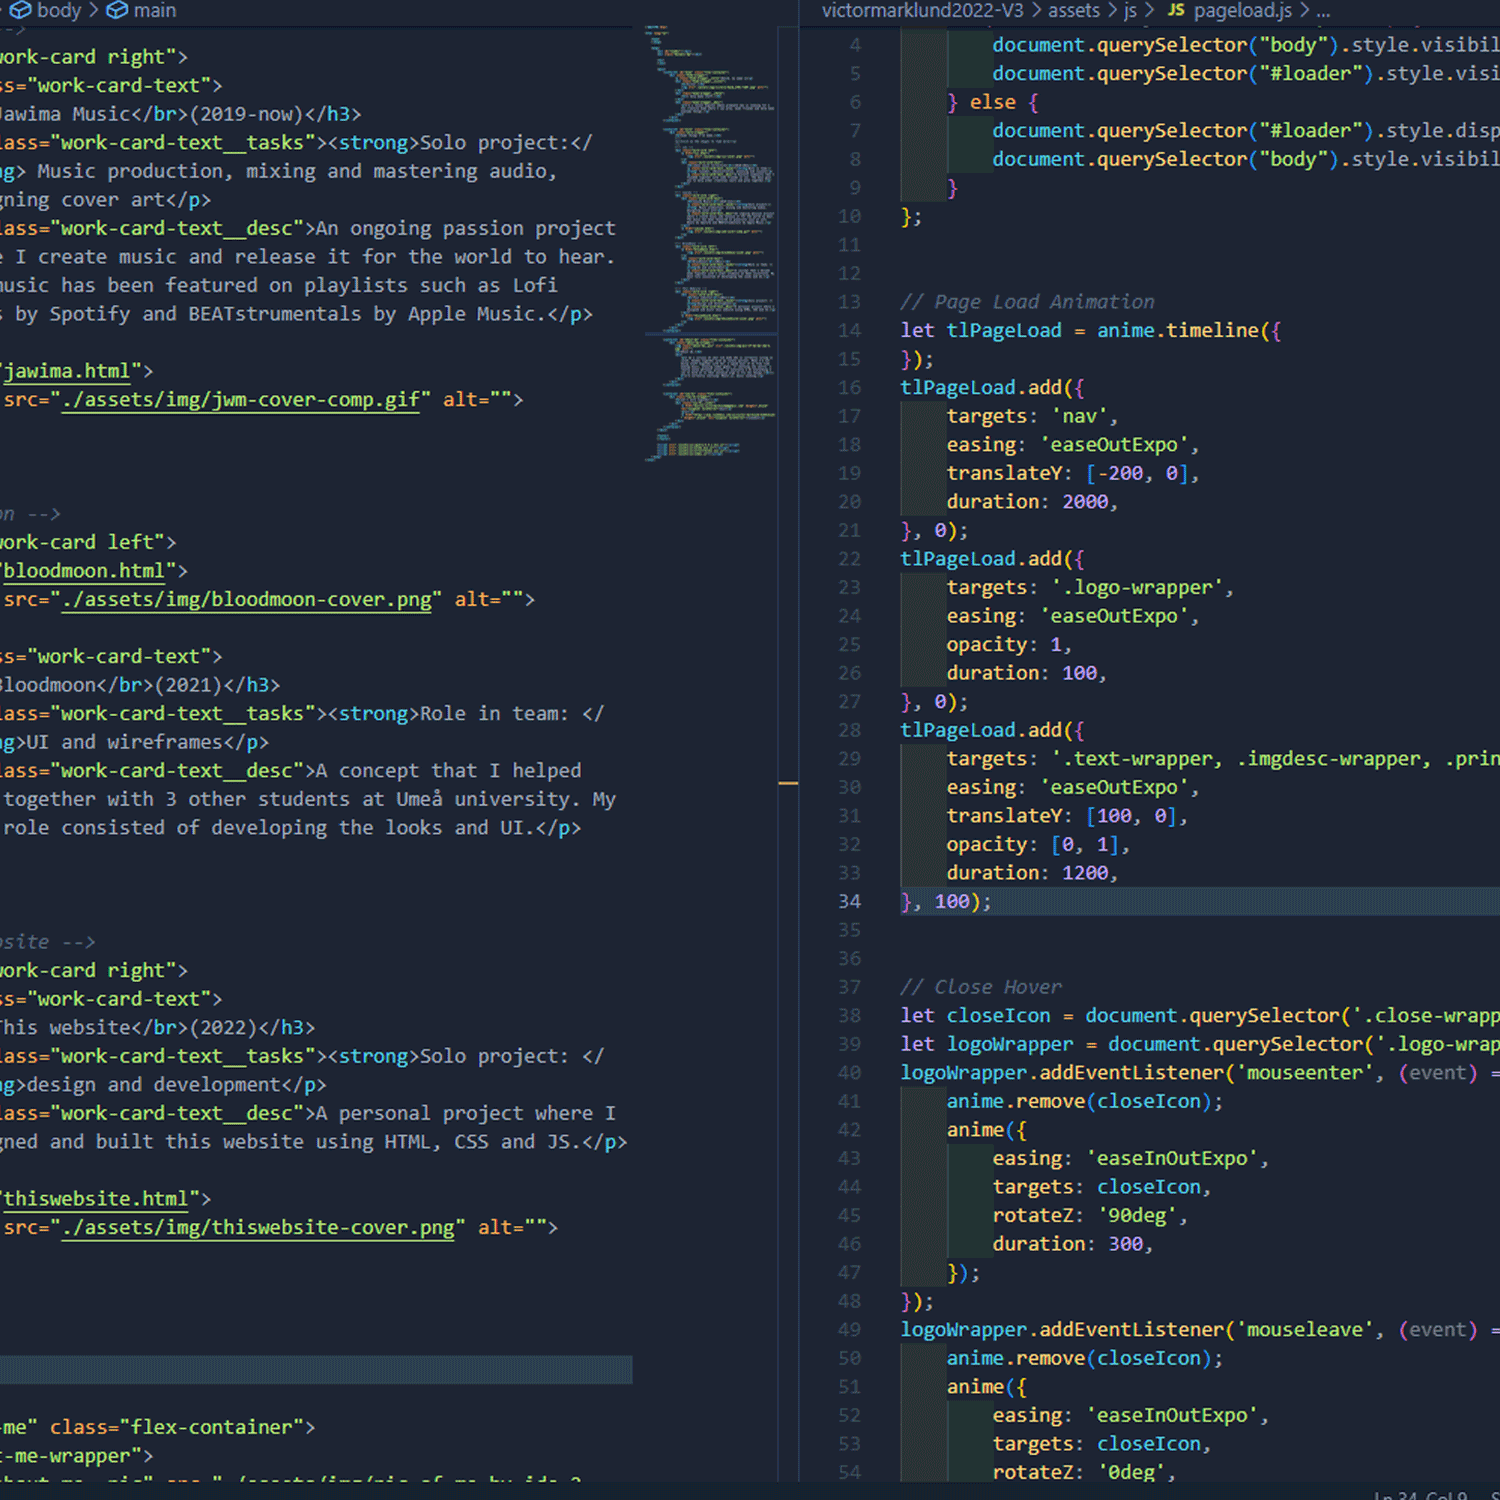 body > main
-->
work-card right">
ss="work-card-text">
Jawima Music</br>(2019-now)</h3>
lass="work-card-text__tasks"><strong>Solo project:</
ng> Music production, mixing and mastering audio,
gning cover art</p>
lass="work-card-text__desc">An ongoing passion project
e I create music and release it for the world to hear.
music has been featured on playlists such as Lofi
s by Spotify and BEATstrumentals by Apple Music.</p>
"jawima.html">
src="./assets/img/jwm-cover-comp.gif" alt="">
on -->
work-card left">
"bloodmoon.html">
src="./assets/img/bloodmoon-cover.png" alt="">
ss="work-card-text">
Bloodmoon</br>(2021)</h3>
lass="work-card-text__tasks"><strong>Role in team: </
ng>UI and wireframes</p>
lass="work-card-text__desc">A concept that I helped
together with 3 other students at Umeå university. My
role consisted of developing the looks and UI.</p>
bsite -->
work-card right">
ss="work-card-text">
This website</br>(2022)</h3>
lass="work-card-text__tasks"><strong>Solo project: </
ng>design and development</p>
lass="work-card-text__desc">A personal project where I
gned and built this website using HTML, CSS and JS.</p>
"thiswebsite.html">
src="./assets/img/thiswebsite-cover.png" alt="">
-me" class="flex-container">
t-me-wrapper">
victormarklund2022-V3 > assets > js > JS pageload.js > ...
4 document.querySelector("body").style.visibil
5 document.querySelector("#loader").style.visi
6 } else {
7 document.querySelector("#loader").style.disp
8 document.querySelector("body").style.visibil
9 }
10 };
11
12
13 // Page Load Animation
14 let tlPageLoad = anime.timeline({
15 });
16 tlPageLoad.add({
17 targets: 'nav',
18 easing: 'easeOutExpo',
19 translateY: [-200, 0],
20 duration: 2000,
21 }, 0);
22 tlPageLoad.add({
23 targets: '.logo-wrapper',
24 easing: 'easeOutExpo',
25 opacity: 1,
26 duration: 100,
27 }, 0);
28 tlPageLoad.add({
29 targets: '.text-wrapper, .imgdesc-wrapper, .prin
30 easing: 'easeOutExpo',
31 translateY: [100, 0],
32 opacity: [0, 1],
33 duration: 1200,
34 }, 100);
35
36
37 // Close Hover
38 let closeIcon = document.querySelector('.close-wrapp
39 let logoWrapper = document.querySelector('.logo-wrap
40 logoWrapper.addEventListener('mouseenter', (event) =
41 anime.remove(closeIcon);
42 anime({
43 easing: 'easeInOutExpo',
44 targets: closeIcon,
45 rotateZ: '90deg',
46 duration: 300,
47 });
48 });
49 logoWrapper.addEventListener('mouseleave', (event) =
50 anime.remove(closeIcon);
51 anime({
52 easing: 'easeInOutExpo',
53 targets: closeIcon,
54 rotateZ: '0deg',